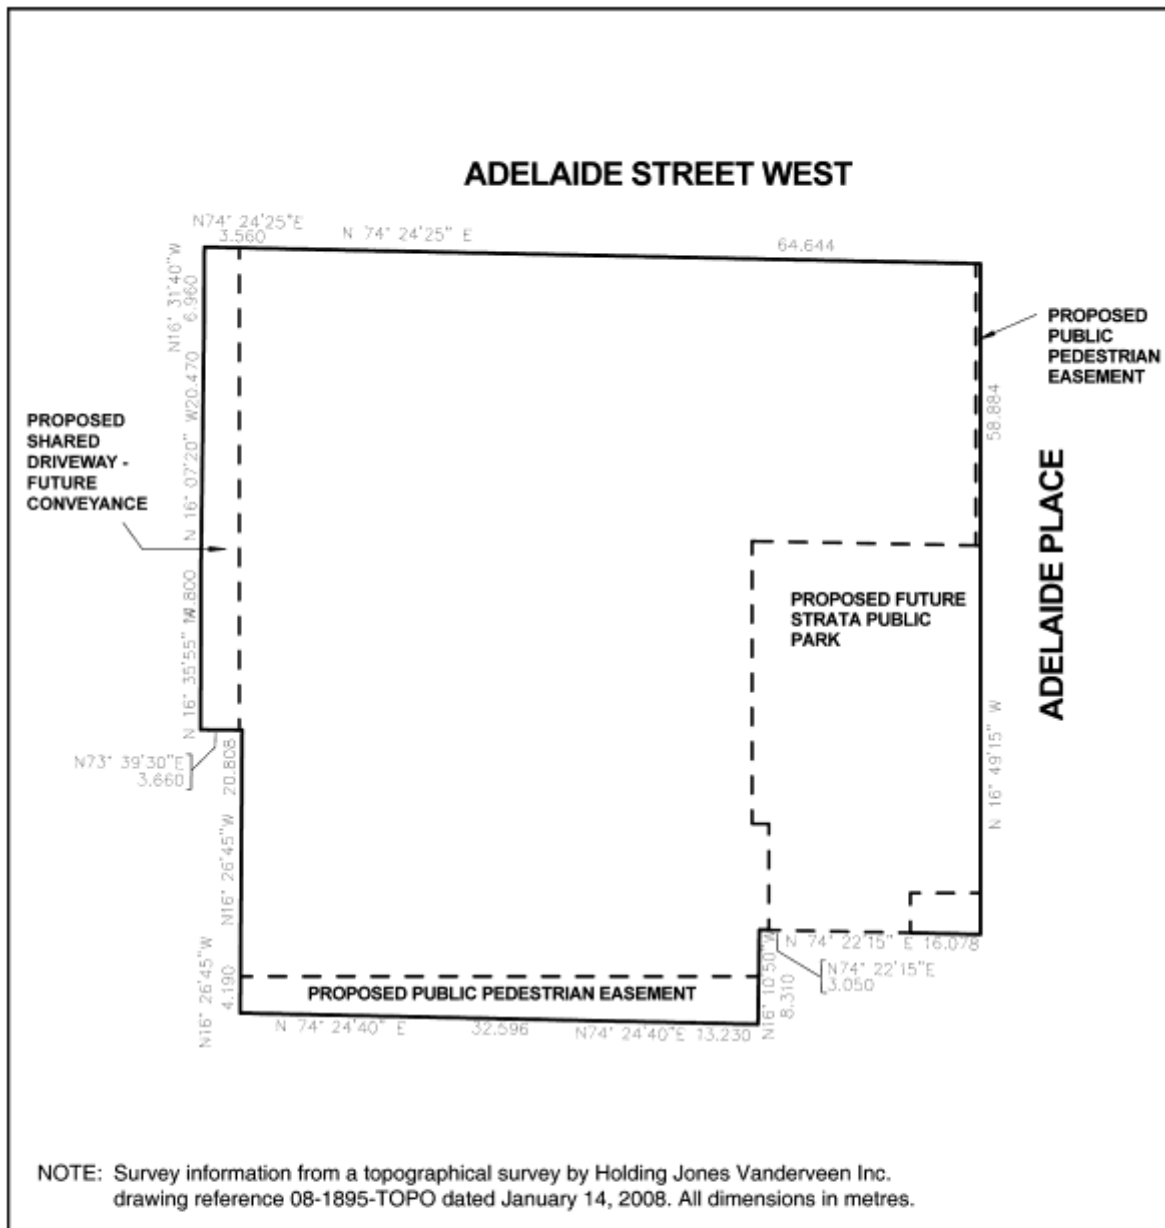 ADELAIDE STREET WEST
N74° 24'25"E
3.560
N 74° 24'25" E
64.644
N16° 31'40"W
6.960
N 16° 07'20" W
20.470
N 16° 35'55"
.800
PROPOSED
SHARED
DRIVEWAY -
FUTURE
CONVEYANCE
PROPOSED
PUBLIC
PEDESTRIAN
EASEMENT
58.884
ADELAIDE PLACE
N 16° 49'15" W
PROPOSED FUTURE
STRATA PUBLIC
PARK
N73° 39'30"E
3.660
20.808
N16° 26'45"W
N16° 26'45"W
4.190
PROPOSED PUBLIC PEDESTRIAN EASEMENT
N 74° 24'40" E
32.596
N74° 24'40"E 13.230
N16° 10'50"W
8.310
N 74° 22'15" E 16.078
N74° 22'15"E
3.050
NOTE: Survey information from a topographical survey by Holding Jones Vanderveen Inc.
drawing reference 08-1895-TOPO dated January 14, 2008. All dimensions in metres.